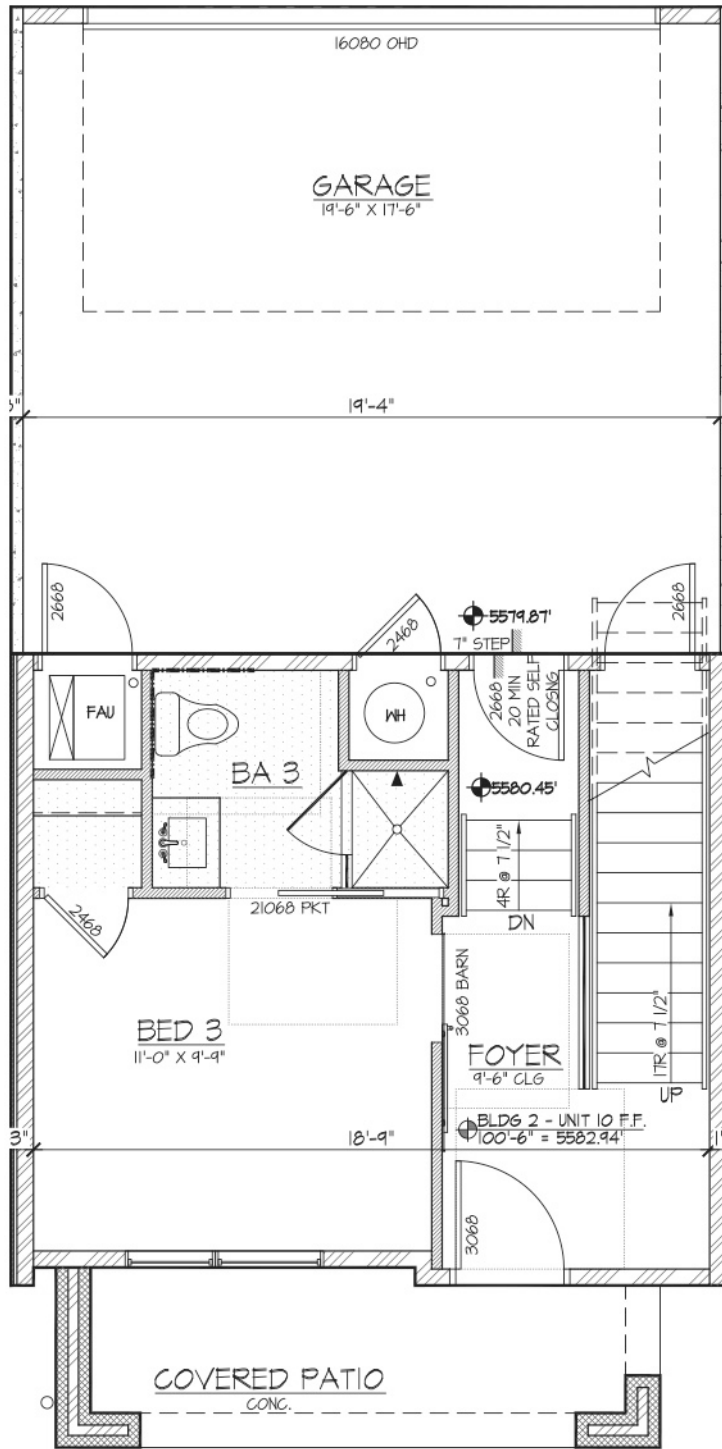 16080 OHD
GARAGE
19'-6" X 17'-6"
3"
19'-4"
2668
2468
5579.87'
7" STEP
2668
FAU
WH
2668
20 MIN
RATED SELF
CLOSNG
BA 3
5580.45'
4R @ 7 1/2"
DN
2468
21068 PKT
3068 BARN
BED 3
11'-0" X 9'-9"
FOYER
9'-6" CLG
17R @ 7 1/2"
UP
BLDG 2 - UNIT 10 F.F.
100'-6" = 5582.94'
3"
18'-9"
3068
COVERED PATIO
CONC.